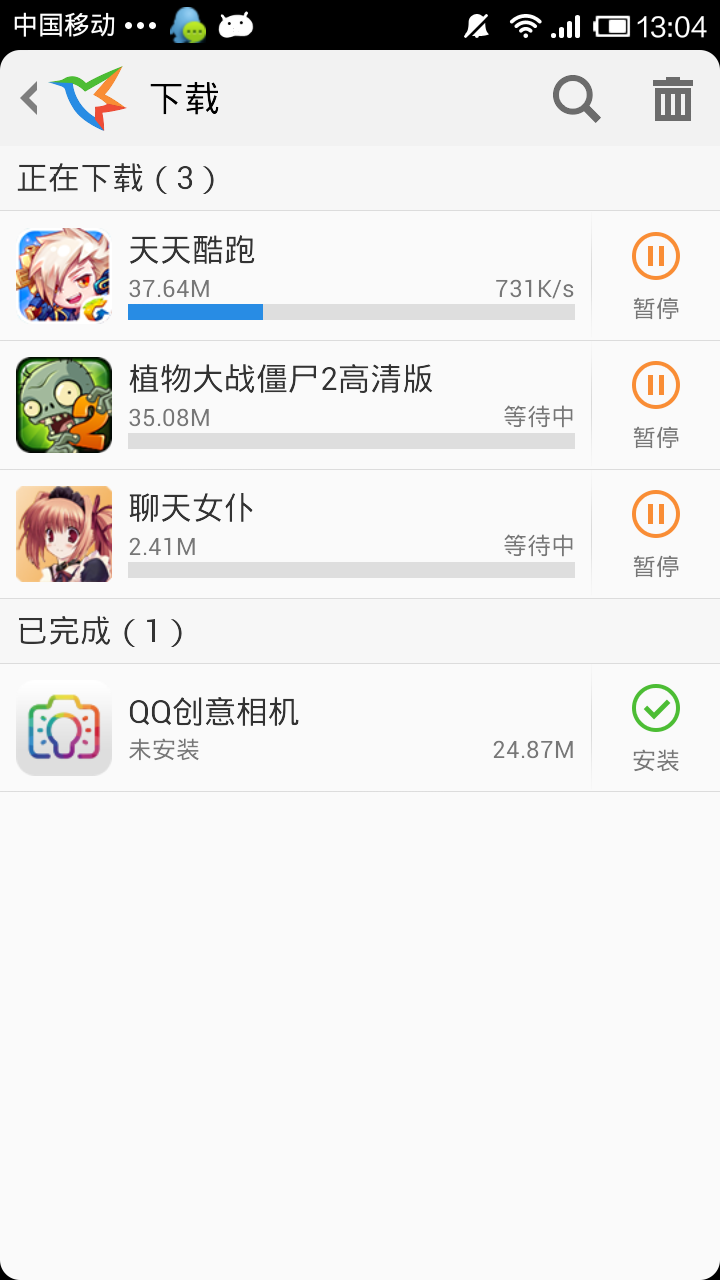 中国移动 ••• 13:04
下载
正在下载（3）
天天酷跑
37.64M 731K/s
暂停
植物大战僵尸2高清版
35.08M 等待中
暂停
聊天女仆
2.41M 等待中
暂停
已完成（1）
QQ创意相机
未安装 24.87M
安装